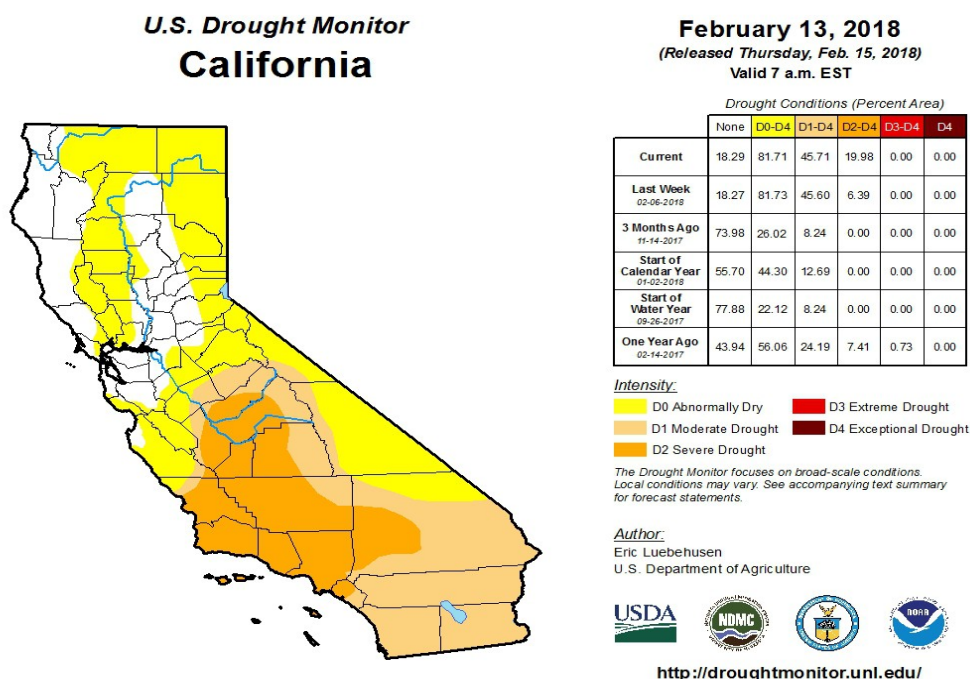 U.S. Drought Monitor
California
February 13, 2018
(Released Thursday, Feb. 15, 2018)
Valid 7 a.m. EST
Drought Conditions (Percent Area)
None D0-D4 D1-D4 D2-D4 D3-D4 D4
Current 18.29 81.71 45.71 19.98 0.00 0.00
Last Week
02-06-2018
18.27 81.73 45.60 6.39 0.00 0.00
3 Months Ago
11-14-2017
73.98 26.02 8.24 0.00 0.00 0.00
Start of
Calendar Year
01-02-2018
55.70 44.30 12.69 0.00 0.00 0.00
Start of
Water Year
09-26-2017
77.88 22.12 8.24 0.00 0.00 0.00
One Year Ago
02-14-2017
43.94 56.06 24.19 7.41 0.73 0.00
Intensity:
D0 Abnormally Dry D3 Extreme Drought
D1 Moderate Drought D4 Exceptional Drought
D2 Severe Drought
The Drought Monitor focuses on broad-scale conditions.
Local conditions may vary. See accompanying text summary
for forecast statements.
Author:
Eric Luebehusen
U.S. Department of Agriculture
USDA NDMC NOAA
http://droughtmonitor.unl.edu/